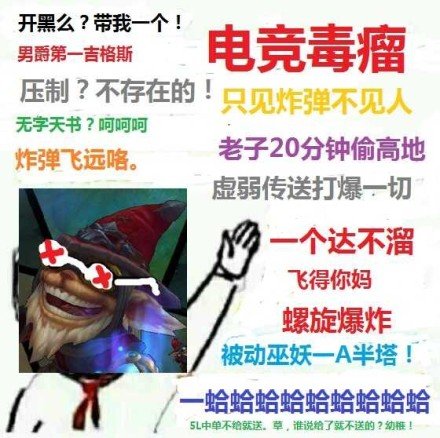 开黑么？带我一个！
男爵第一吉格斯
压制？不存在的！
无字天书？呵呵呵
炸弹飞远咯。
电竞毒瘤
只见炸弹不见人
老子20分钟偷高地
虚弱传送打爆一切
一个达不溜
飞得你妈
螺旋爆炸
被动巫妖一A半塔！
一蛤蛤蛤蛤蛤蛤蛤蛤蛤
5L中单不给就送。草，谁说给了就不送的？幼稚！